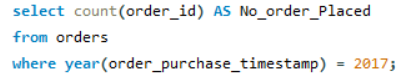 select count(order_id) AS No_order_Placed
from orders
where year(order_purchase_timestamp) = 2017;